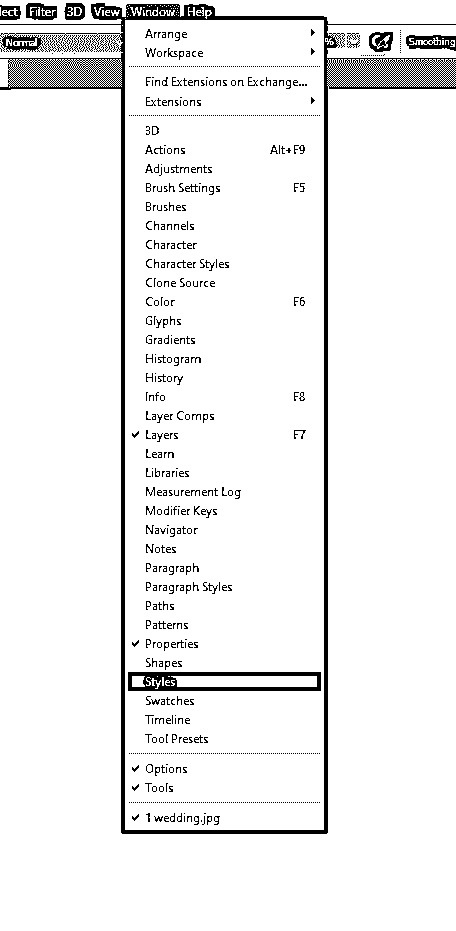 lect Filter 3D View Window Help
Normal % Smoothing
Arrange
Workspace
Find Extensions on Exchange...
Extensions
3D
Actions Alt+F9
Adjustments
Brush Settings F5
Brushes
Channels
Character
Character Styles
Clone Source
Color F6
Glyphs
Gradients
Histogram
History
Info F8
Layer Comps
Layers F7
Learn
Libraries
Measurement Log
Modifier Keys
Navigator
Notes
Paragraph
Paragraph Styles
Paths
Patterns
Properties
Shapes
Styles
Swatches
Timeline
Tool Presets
Options
Tools
1 wedding.jpg